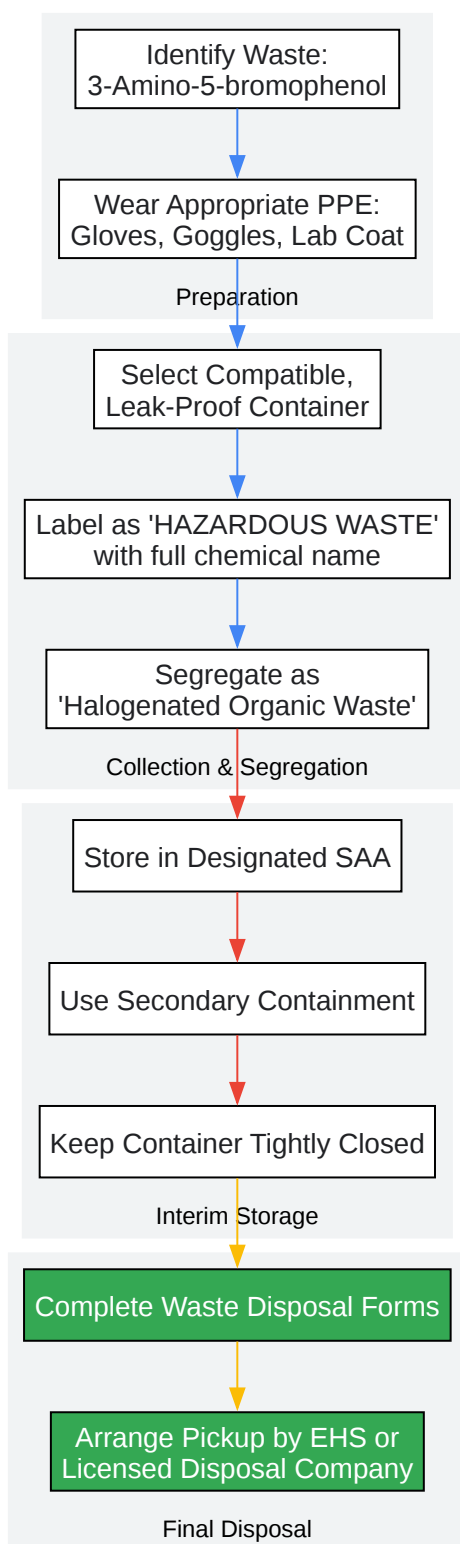 Identify Waste:
3-Amino-5-bromophenol
Wear Appropriate PPE:
Gloves, Goggles, Lab Coat
Preparation
Select Compatible,
Leak-Proof Container
Label as 'HAZARDOUS WASTE'
with full chemical name
Segregate as
'Halogenated Organic Waste'
Collection & Segregation
Store in Designated SAA
Use Secondary Containment
Keep Container Tightly Closed
Interim Storage
Complete Waste Disposal Forms
Arrange Pickup by EHS or
Licensed Disposal Company
Final Disposal